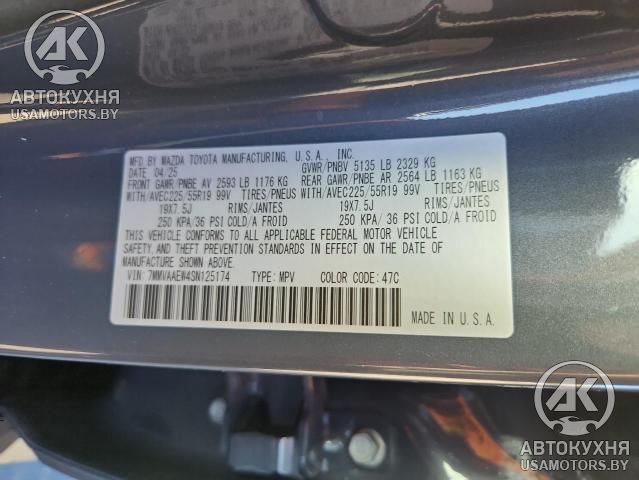 АК
АВТОКУХНЯ
USAMOTORS.BY
MFD. BY MAZDA TOYOTA MANUFACTURING, U.S.A., INC.
DATE 04/25 GVWR/PNBV 5135 LB 2329 KG
FRONT GAWR/PNBE AV 2593 LB 1176 KG REAR GAWR/PNBE AR 2564 LB 1163 KG
WITH/AVEC225/55R19 99V TIRES/PNEUS WITH/AVEC225/55R19 99V TIRES/PNEUS
19X7.5J RIMS/JANTES 19X7.5J RIMS/JANTES
250 KPA/36 PSI COLD/A FROID 250 KPA/36 PSI COLD/A FROID
THIS VEHICLE CONFORMS TO ALL APPLICABLE FEDERAL MOTOR VEHICLE
SAFETY, AND THEFT PREVENTION STANDARDS IN EFFECT ON THE DATE OF
MANUFACTURE SHOWN ABOVE.
VIN: 7MMVAAEW4SN125174 TYPE: MPV COLOR CODE: 47C
MADE IN U.S.A.
АК
АВТОКУХНЯ
USAMOTORS.BY